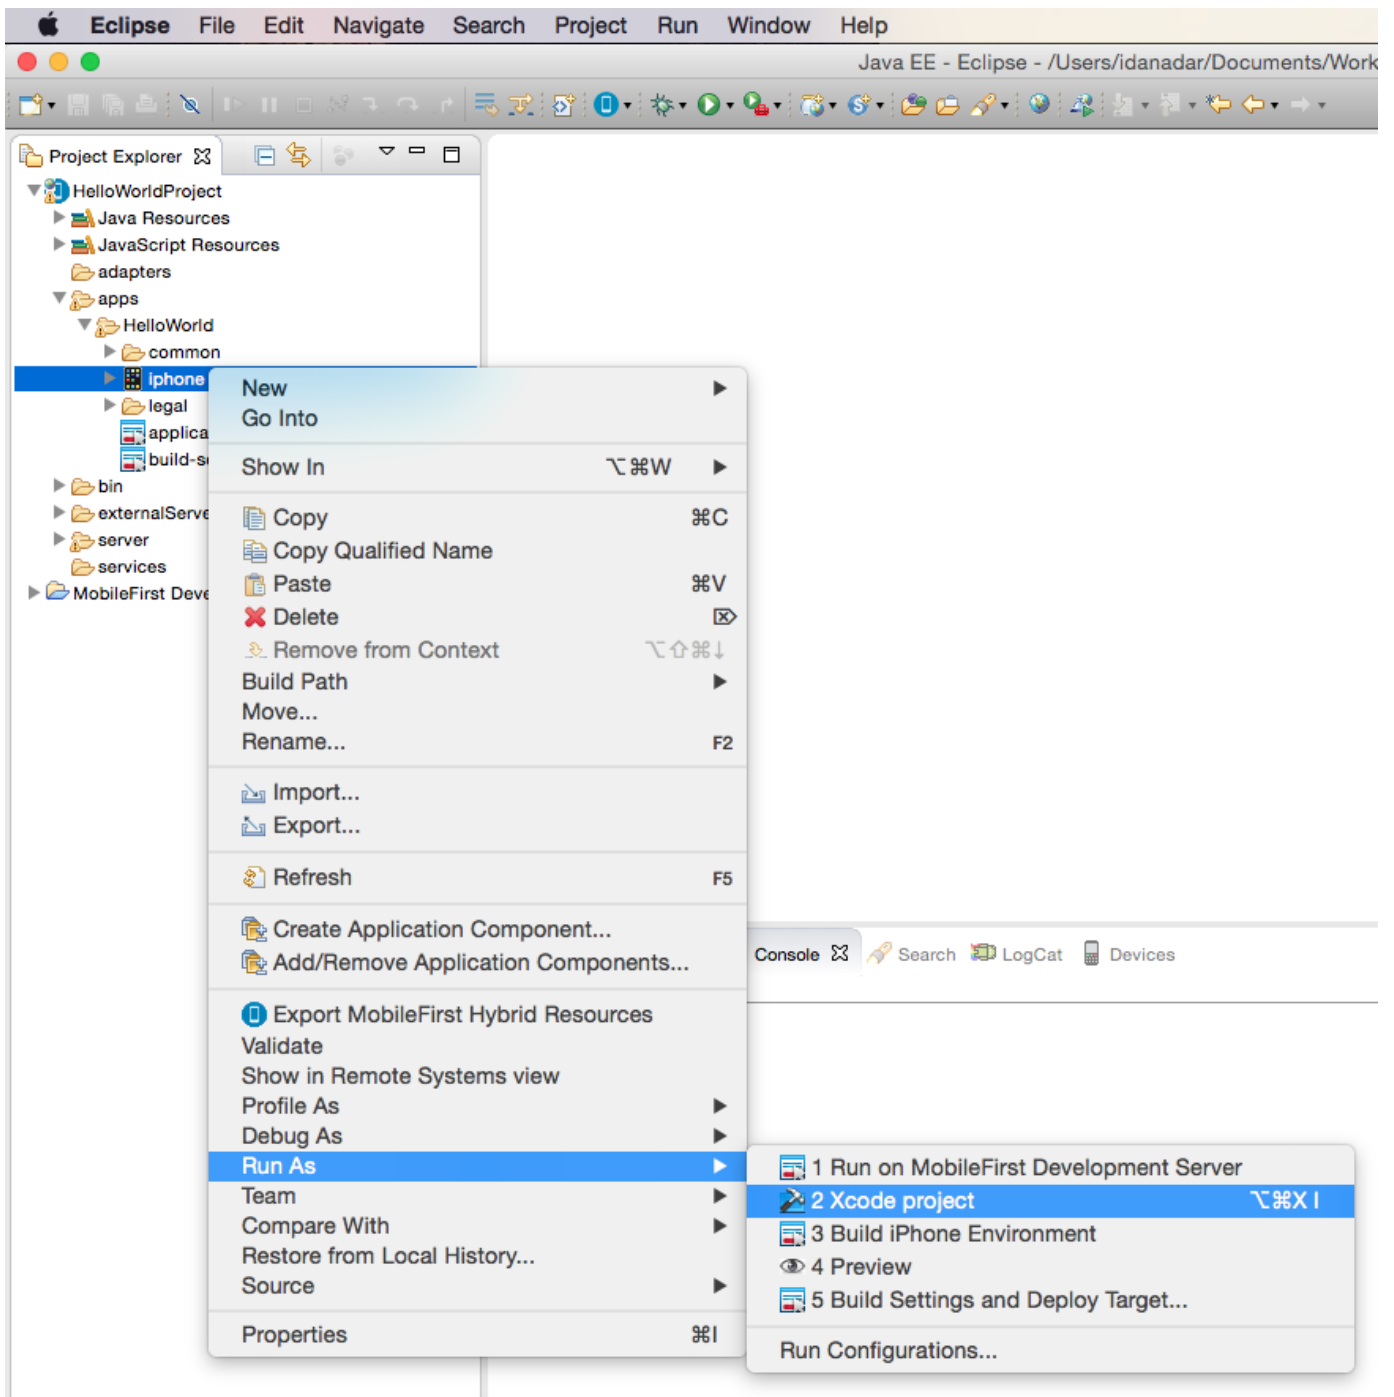 Eclipse File Edit Navigate Search Project Run Window Help
Java EE - Eclipse - /Users/idanadar/Documents/Work
Project Explorer
HelloWorldProject
Java Resources
JavaScript Resources
adapters
apps
HelloWorld
common
iphone
legal
applica
build-s
bin
externalServe
server
services
MobileFirst Deve
New
Go Into
Show In ⌥⌘W
Copy ⌘C
Copy Qualified Name
Paste ⌘V
Delete ⌦
Remove from Context ⌥⇧⌘↓
Build Path
Move...
Rename... F2
Import...
Export...
Refresh F5
Create Application Component...
Add/Remove Application Components...
Export MobileFirst Hybrid Resources
Validate
Show in Remote Systems view
Profile As
Debug As
Run As
Team
Compare With
Restore from Local History...
Source
Properties ⌘I
Console Search LogCat Devices
1 Run on MobileFirst Development Server
2 Xcode project ⌥⌘X I
3 Build iPhone Environment
4 Preview
5 Build Settings and Deploy Target...
Run Configurations...